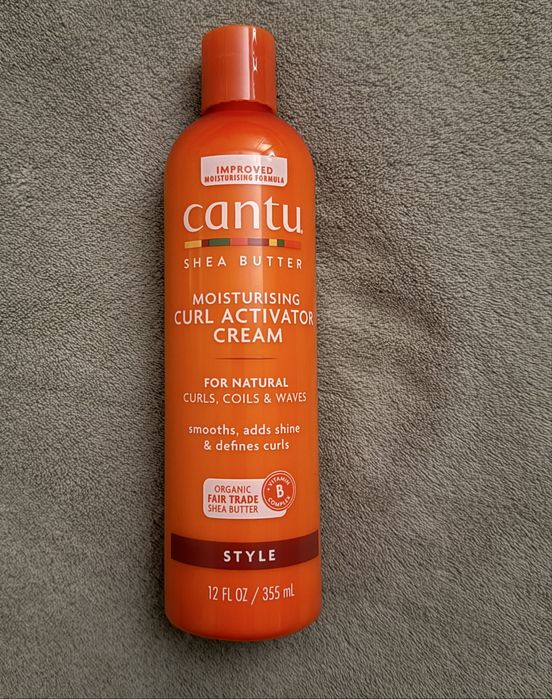 IMPROVED
MOISTURISING FORMULA
cantu
SHEA BUTTER
MOISTURISING
CURL ACTIVATOR
CREAM
FOR NATURAL
CURLS, COILS & WAVES
smooths, adds shine
& defines curls
ORGANIC
FAIR TRADE
SHEA BUTTER
VITAMIN
B
COMPLEX
STYLE
12 FL OZ / 355 mL